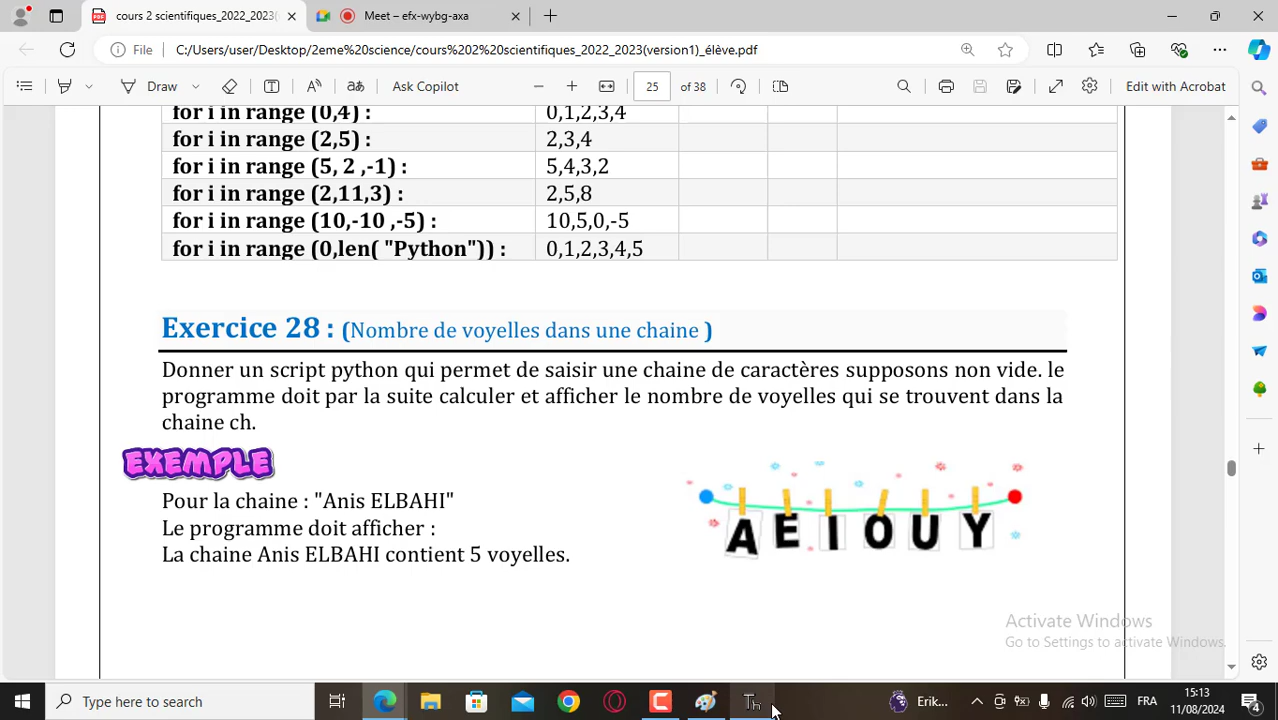 cours 2 scientifiques_2022_2023(
Meet – efx-wybg-axa
File
C:/Users/user/Desktop/2eme%20science/cours%202%20scientifiques_2022_2023(version1)_élève.pdf
Draw
Ask Copilot
25
of 38
Edit with Acrobat
for i in range (0,4) : 0,1,2,3,4
for i in range (2,5) : 2,3,4
for i in range (5, 2 ,-1) : 5,4,3,2
for i in range (2,11,3) : 2,5,8
for i in range (10,-10 ,-5) : 10,5,0,-5
for i in range (0,len( "Python")) : 0,1,2,3,4,5
Exercice 28 : (Nombre de voyelles dans une chaine )
Donner un script python qui permet de saisir une chaine de caractères supposons non vide. le
programme doit par la suite calculer et afficher le nombre de voyelles qui se trouvent dans la
chaine ch.
EXEMPLE
Pour la chaine : "Anis ELBAHI"
Le programme doit afficher :
La chaine Anis ELBAHI contient 5 voyelles.
A E I O U Y
Activate Windows
Go to Settings to activate Windows.
Type here to search
Th
Erik...
FRA
15:13
11/08/2024
4